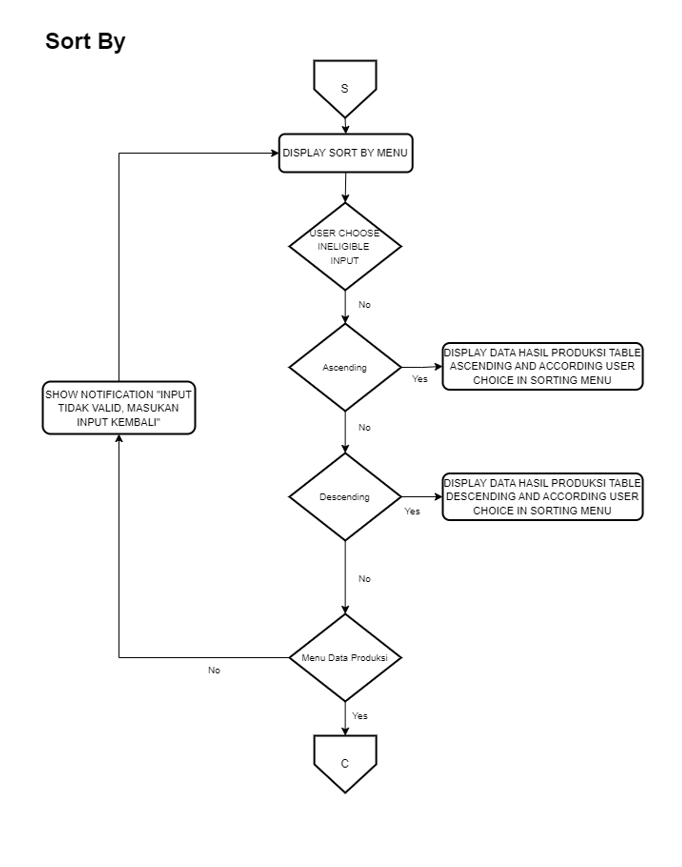 Sort By
S
DISPLAY SORT BY MENU
USER CHOOSE
INELIGIBLE
INPUT
No
Ascending
Yes
DISPLAY DATA HASIL PRODUKSI TABLE
ASCENDING AND ACCORDING USER
CHOICE IN SORTING MENU
SHOW NOTIFICATION "INPUT
TIDAK VALID, MASUKAN
INPUT KEMBALI"
No
Descending
Yes
DISPLAY DATA HASIL PRODUKSI TABLE
DESCENDING AND ACCORDING USER
CHOICE IN SORTING MENU
No
Menu Data Produksi
No
Yes
C